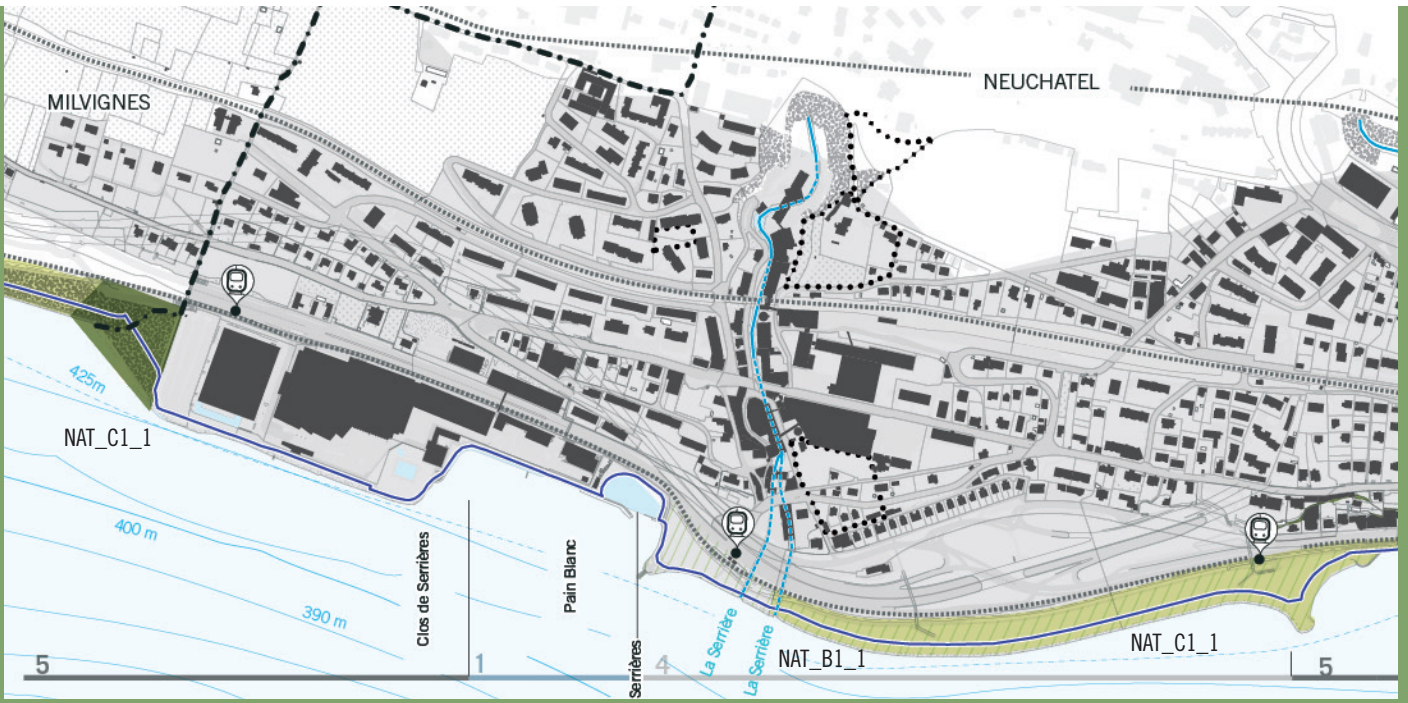 MILVIGNES
NEUCHATEL
425m
NAT_C1_1
400 m
390 m
Clos de Serrières
Pain Blanc
Serrières
La Serrière
La Serrière
NAT_B1_1
NAT_C1_1
5
1
4
5